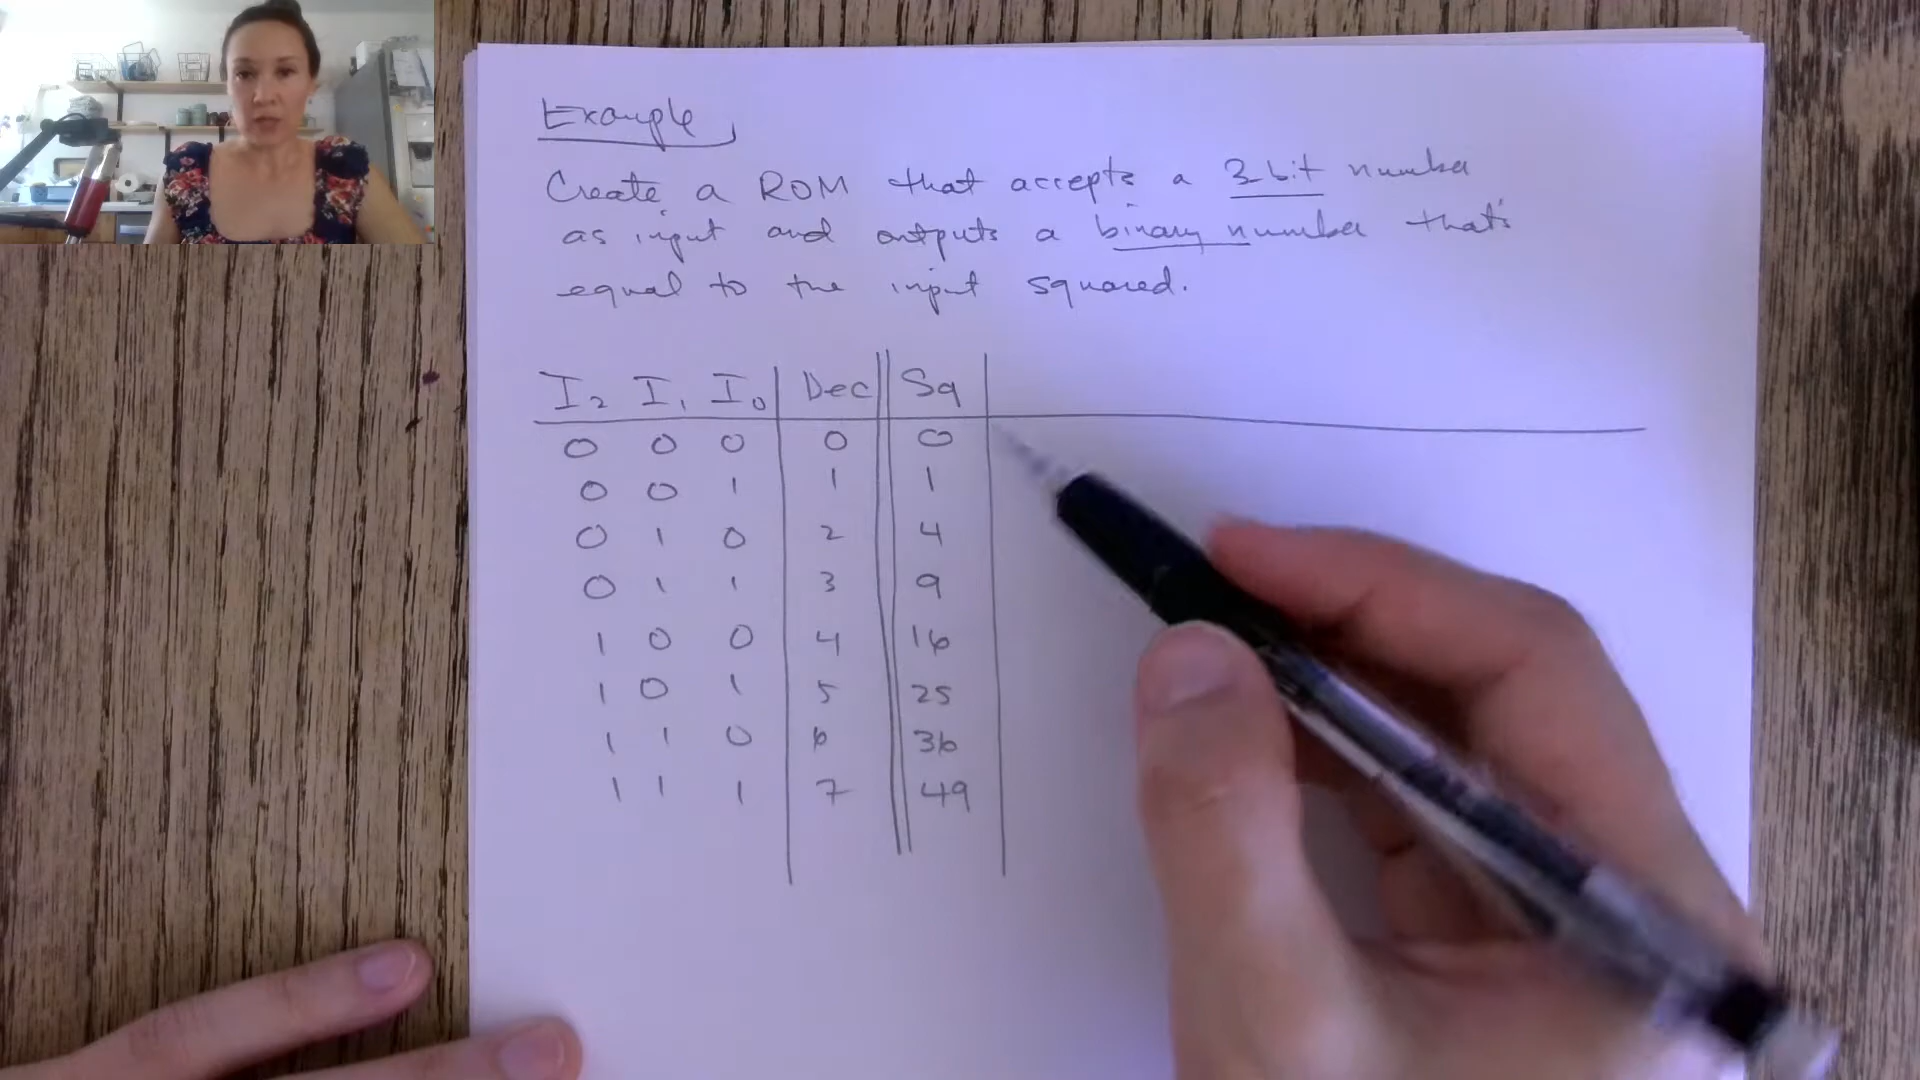 Example
Create a ROM that accepts a 3 bit number
as input and outputs a binary number that's
equal to the input squared.
I₂ I₁ I₀ Dec Sq
0 0 0 0 0
0 0 1 1 1
0 1 0 2 4
0 1 1 3 9
1 0 0 4 16
1 0 1 5 25
1 1 0 6 36
1 1 1 7 49